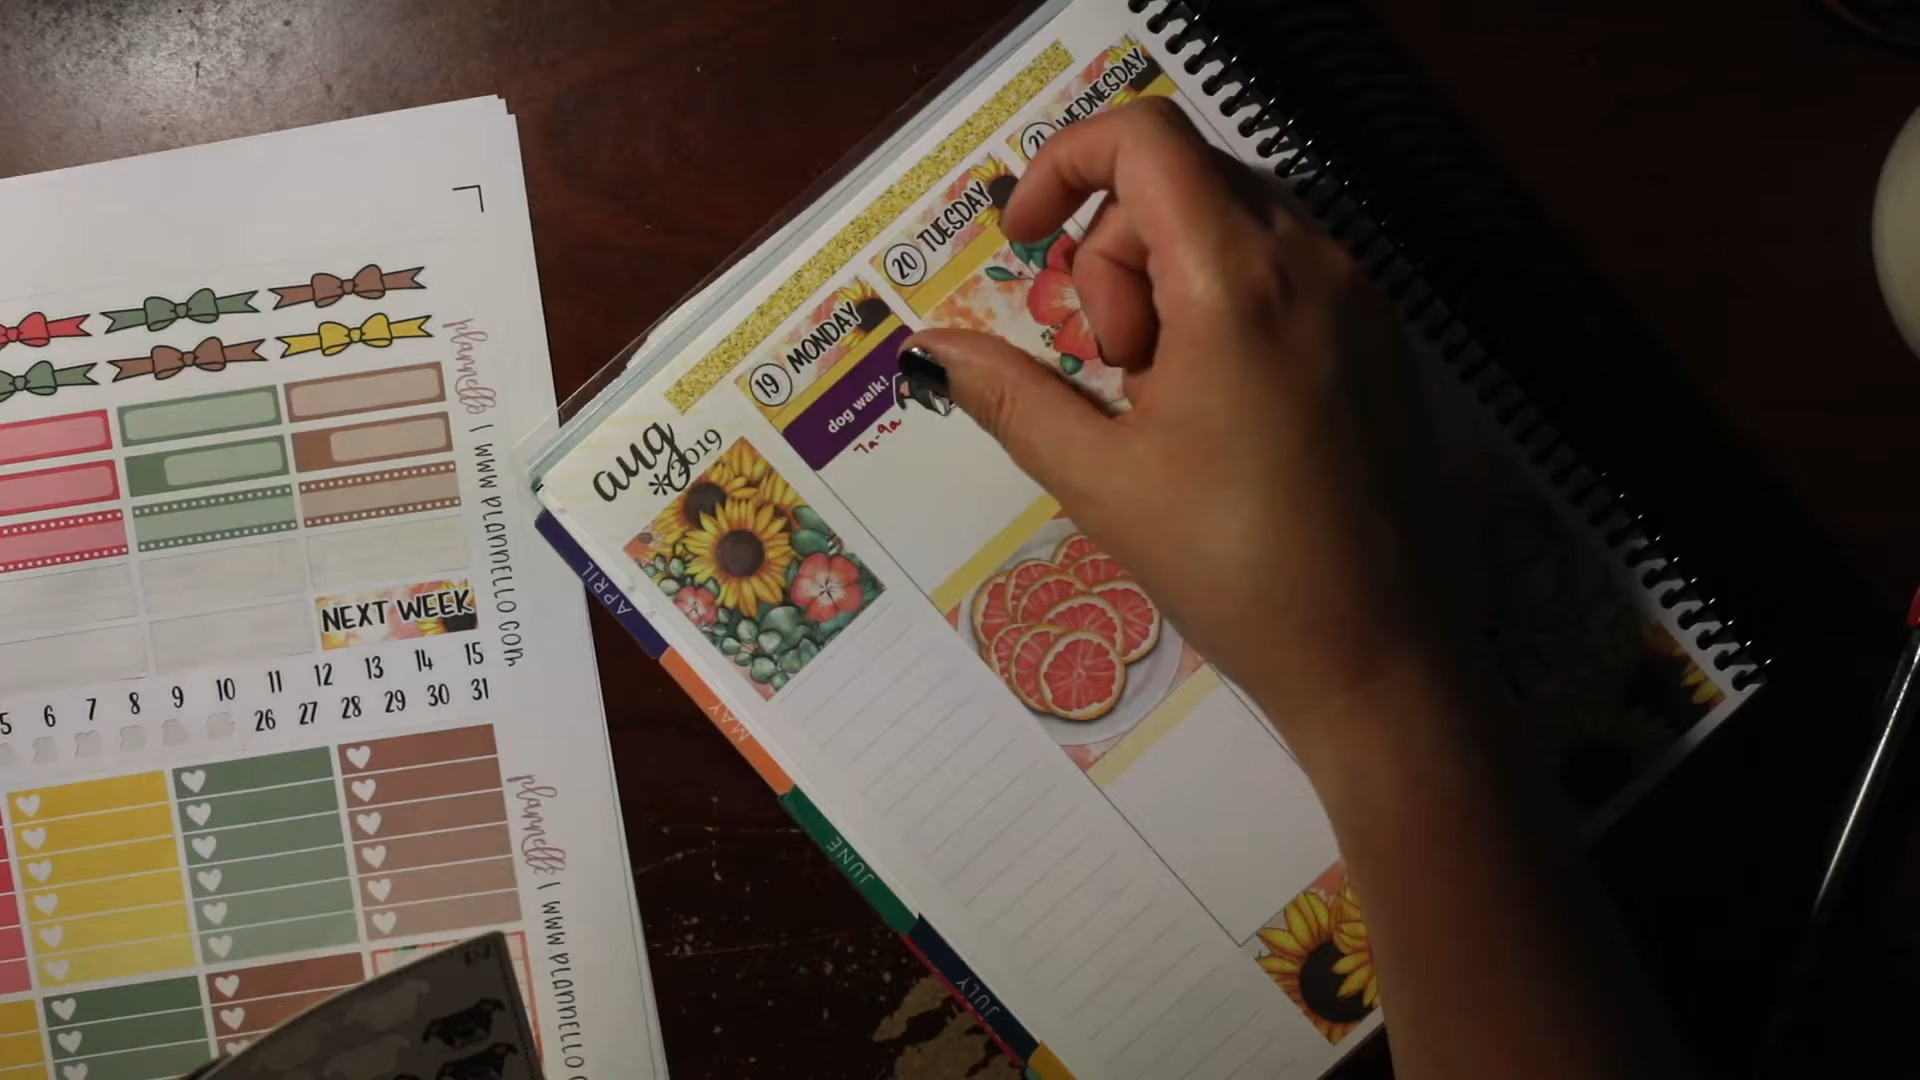 plannello | WWW.PLANNELLO.COM
NEXT WEEK
5 6 7 8 9 10 11 12 13 14 15
26 27 28 29 30 31
plannello | WWW.PLANNELLO.C
aug
*2019
19 MONDAY
dog walk!
7a-9a
20 TUESDAY
21 WEDNESDAY
APRIL
MAY
JUNE
JULY